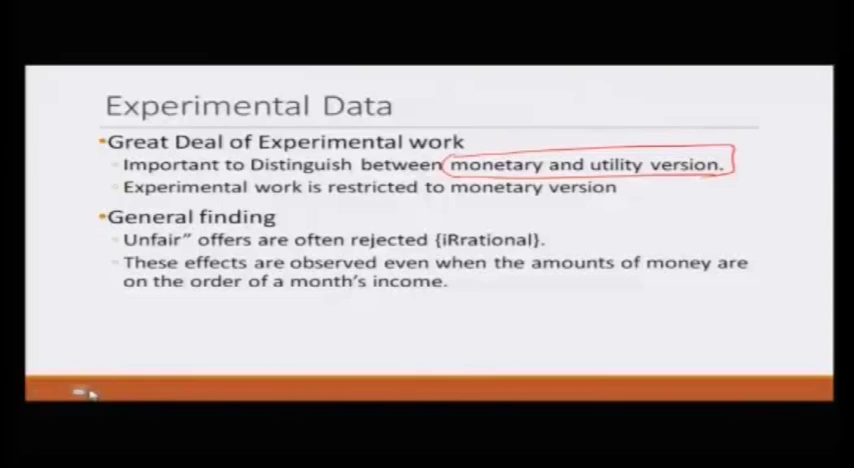 Experimental Data
Great Deal of Experimental work
Important to Distinguish between monetary and utility version.
Experimental work is restricted to monetary version
General finding
Unfair” offers are often rejected {iRrational}.
These effects are observed even when the amounts of money are
on the order of a month's income.